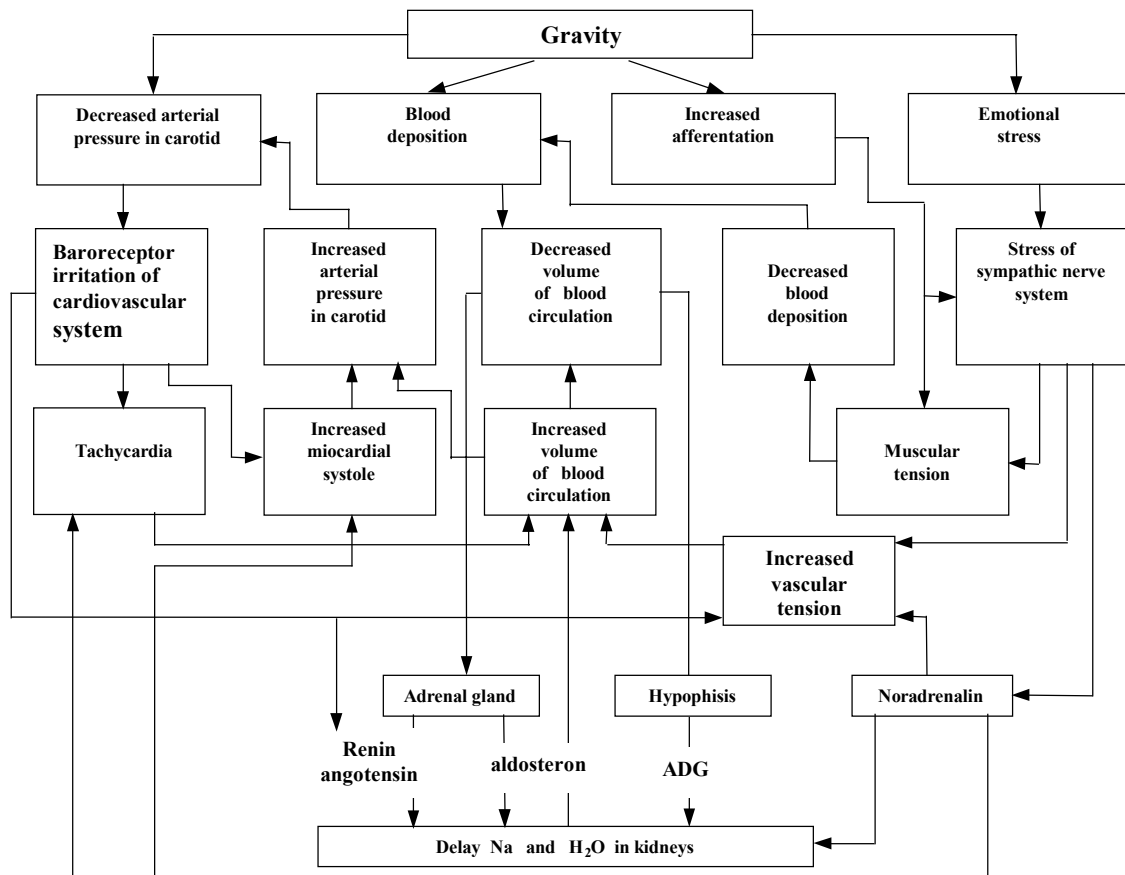 Gravity
Decreased arterial
pressure in carotid
Blood
deposition
Increased
afferentation
Emotional
stress
Baroreceptor
irritation of
cardiovascular
system
Increased
arterial
pressure
in carotid
Decreased
volume
of blood
circulation
Decreased
blood
deposition
Stress of
sympathic nerve
system
Tachycardia
Increased
miocardial
systole
Increased
volume
of blood
circulation
Muscular
tension
Increased
vascular
tension
Adrenal gland
Hypophisis
Noradrenalin
Renin
angotensin
aldosteron
ADG
Delay Na and H₂O in kidneys